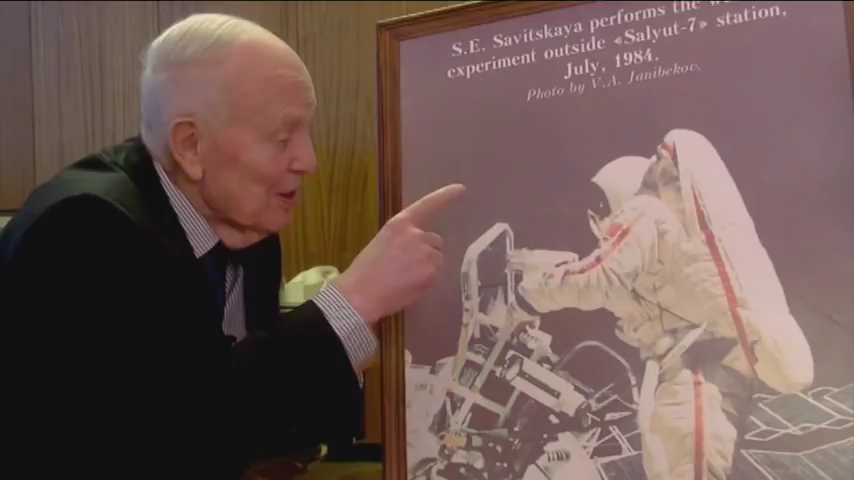 S.E. Savitskaya performs the
experiment outside «Salyut-7» station,
July, 1984.
Photo by V.A. Janibekov.